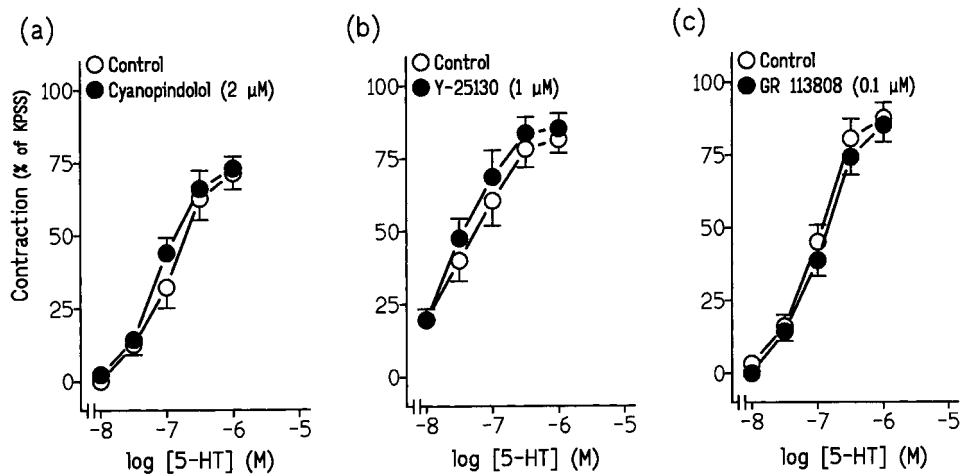 (a)
Control
Cyanopindolol (2 µM)
100
75
50
25
0
Contraction (% of KPSS)
-8 -7 -6 -5
log [5-HT] (M)
(b)
Control
Y-25130 (1 µM)
100
75
50
25
0
-8 -7 -6 -5
log [5-HT] (M)
(c)
Control
GR 113808 (0.1 µM)
100
75
50
25
0
-8 -7 -6 -5
log [5-HT] (M)